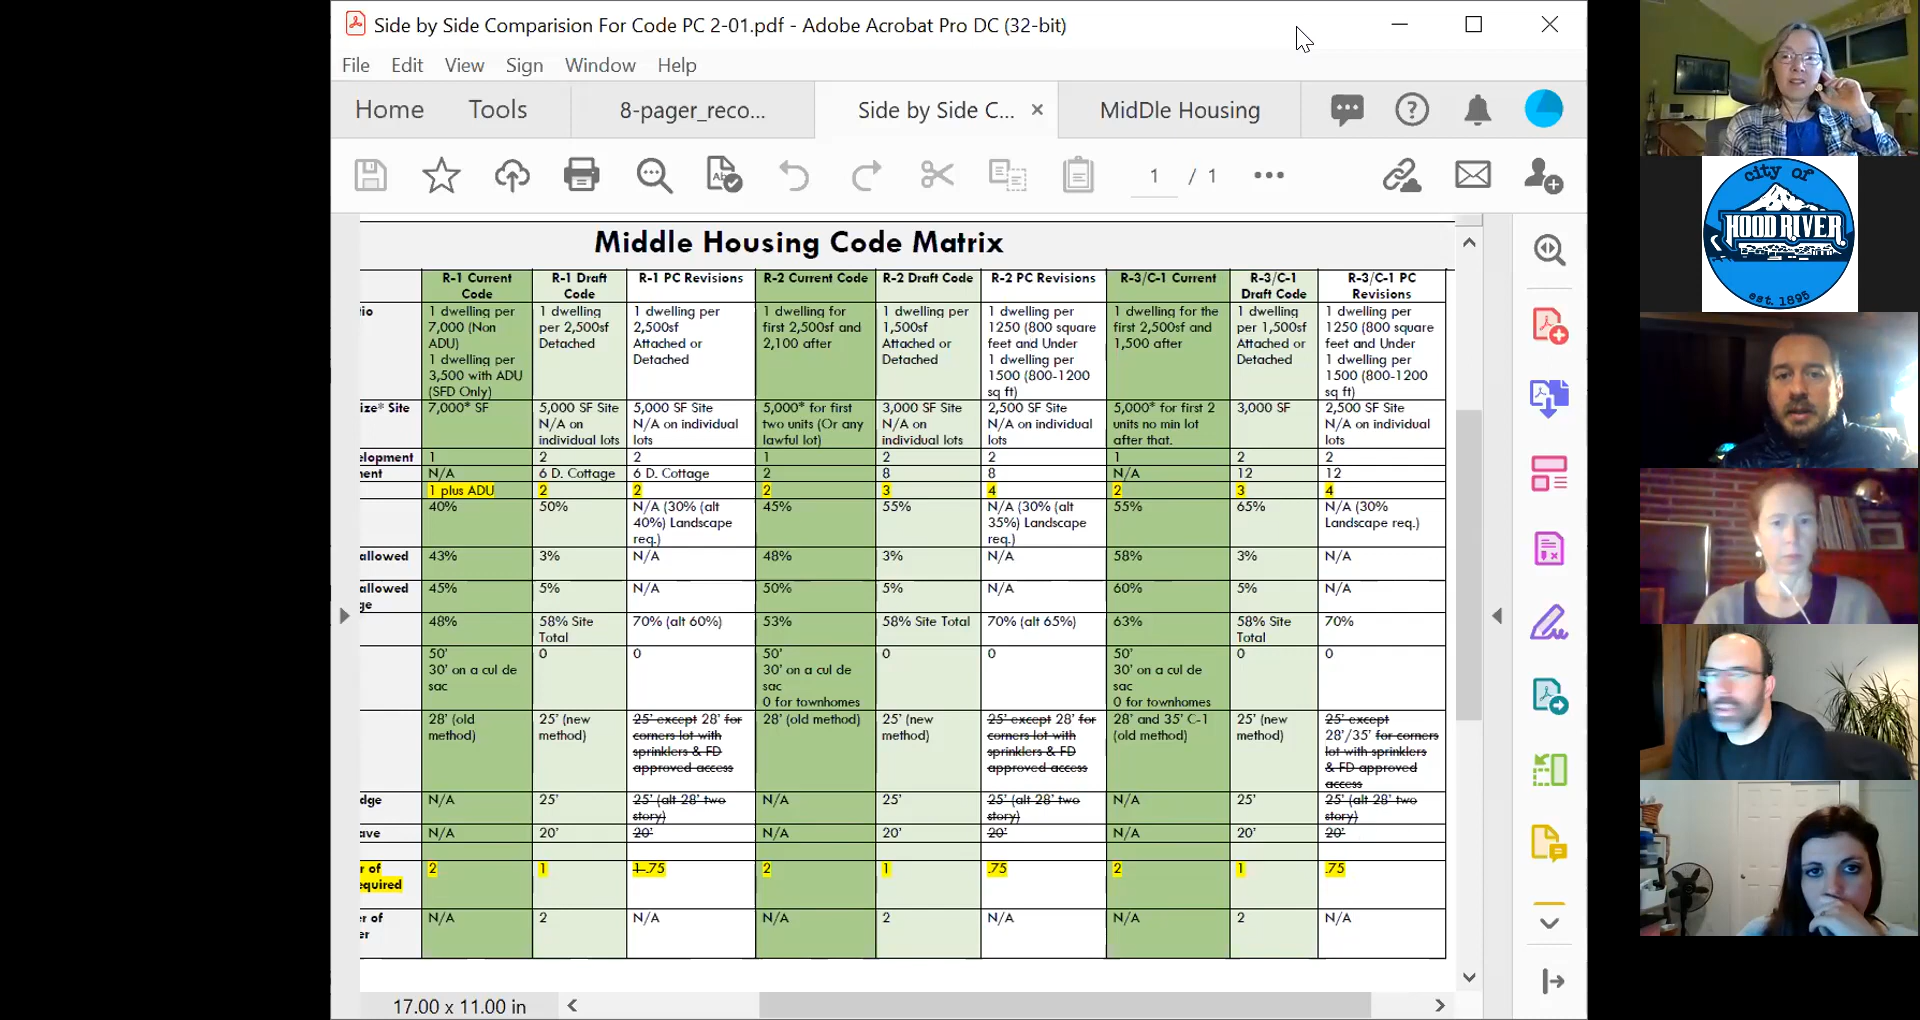 Side by Side Comparision For Code PC 2-01.pdf - Adobe Acrobat Pro DC (32-bit)
File Edit View Sign Window Help
Home Tools 8-pager_reco... Side by Side C... × MidDle Housing
1 / 1
Middle Housing Code Matrix
R-1 Current Code
R-1 Draft Code
R-1 PC Revisions
R-2 Current Code
R-2 Draft Code
R-2 PC Revisions
R-3/C-1 Current
R-3/C-1 Draft Code
R-3/C-1 PC Revisions
io
1 dwelling per 7,000 (Non ADU) 1 dwelling per 3,500 with ADU (SFD Only)
1 dwelling per 2,500sf Detached
1 dwelling per 2,500sf Attached or Detached
1 dwelling for first 2,500sf and 2,100 after
1 dwelling per 1,500sf Attached or Detached
1 dwelling per 1250 (800 square feet and Under 1 dwelling per 1500 (800-1200 sq ft)
1 dwelling for the first 2,500sf and 1,500 after
1 dwelling per 1,500sf Attached or Detached
1 dwelling per 1250 (800 square feet and Under 1 dwelling per 1500 (800-1200 sq ft)
ize* Site
7,000* SF
5,000 SF Site N/A on individual lots
5,000 SF Site N/A on individual lots
5,000* for first two units (Or any lawful lot)
3,000 SF Site N/A on individual lots
2,500 SF Site N/A on individual lots
5,000* for first 2 units no min lot after that.
3,000 SF
2,500 SF Site N/A on individual lots
elopment 1 2 2 1 2 2 1 2 2
ent N/A 6 D. Cottage 6 D. Cottage 2 8 8 N/A 12 12
1 plus ADU 2 2 2 3 4 2 3 4
40% 50% N/A (30% (alt 40%) Landscape req.) 45% 55% N/A (30% (alt 35%) Landscape req.) 55% 65% N/A (30% Landscape req.)
allowed 43% 3% N/A 48% 3% N/A 58% 3% N/A
allowed ge 45% 5% N/A 50% 5% N/A 60% 5% N/A
48% 58% Site Total 70% (alt 60%) 53% 58% Site Total 70% (alt 65%) 63% 58% Site Total 70%
50' 30' on a cul de sac
0
0
50' 30' on a cul de sac 0 for townhomes
0
0
50' 30' on a cul de sac 0 for townhomes
0
0
28' (old method)
25' (new method)
25' except 28' for corners lot with sprinklers & FD approved access
28' (old method)
25' (new method)
25' except 28' for corners lot with sprinklers & FD approved access
28' and 35' C-1 (old method)
25' (new method)
25' except 28'/35' for corners lot with sprinklers & FD approved access
dge N/A 25' 25' (alt 28' two story) N/A 25' 25' (alt 28' two story) N/A 25' 25' (alt 28' two story)
ave N/A 20' 20' N/A 20' 20' N/A 20' 20'
r of equired 2 1 1 .75 2 1 .75 2 1 .75
er of er N/A 2 N/A N/A 2 N/A N/A 2 N/A
17.00 x 11.00 in
city of
HOOD RIVER
est. 1895